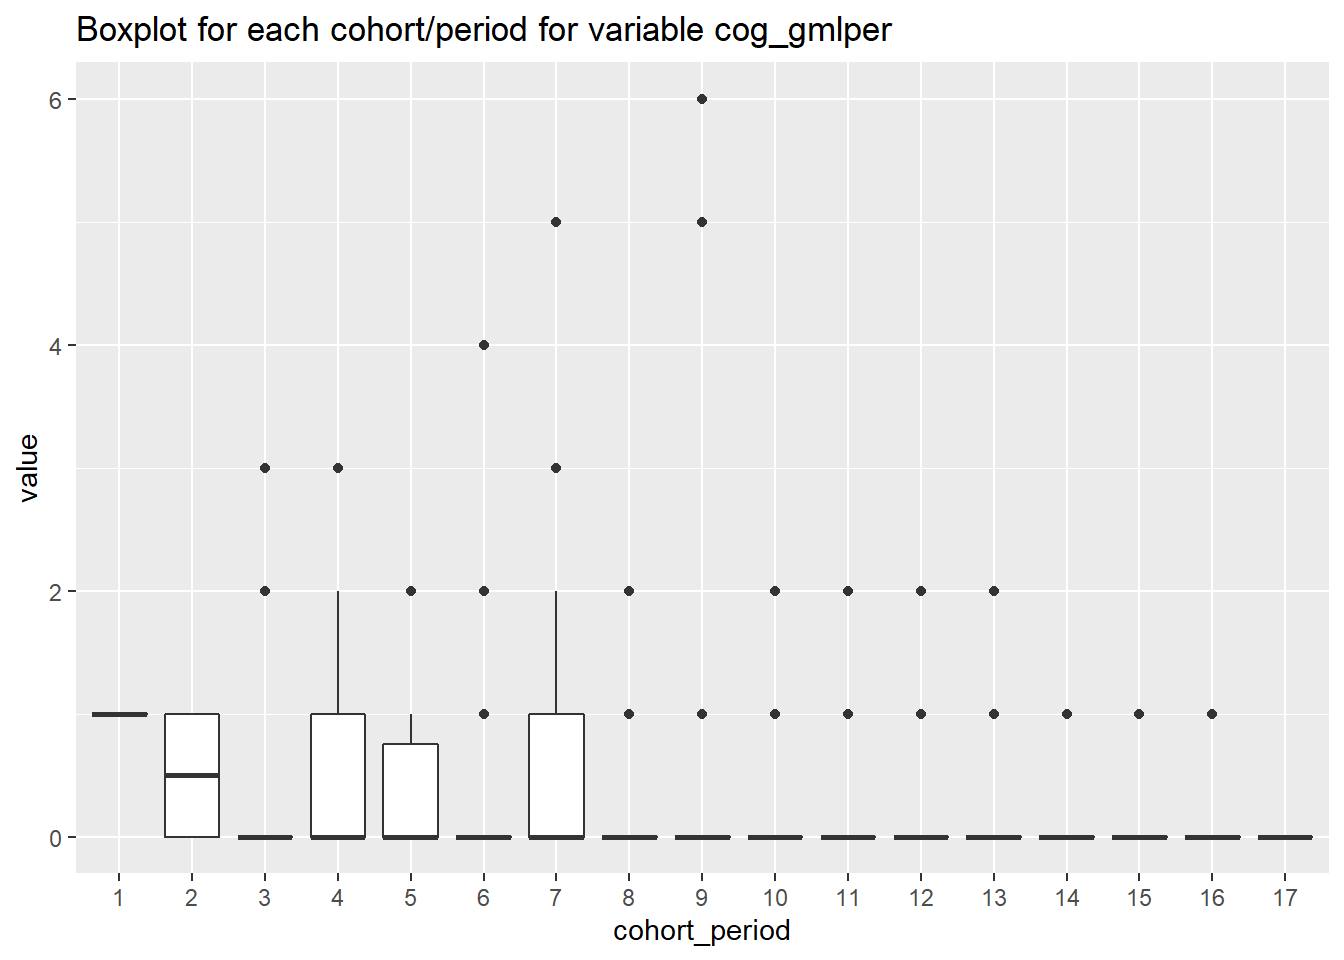 Boxplot for each cohort/period for variable cog_gmlper
value
6
4
2
0
1 2 3 4 5 6 7 8 9 10 11 12 13 14 15 16 17
cohort_period